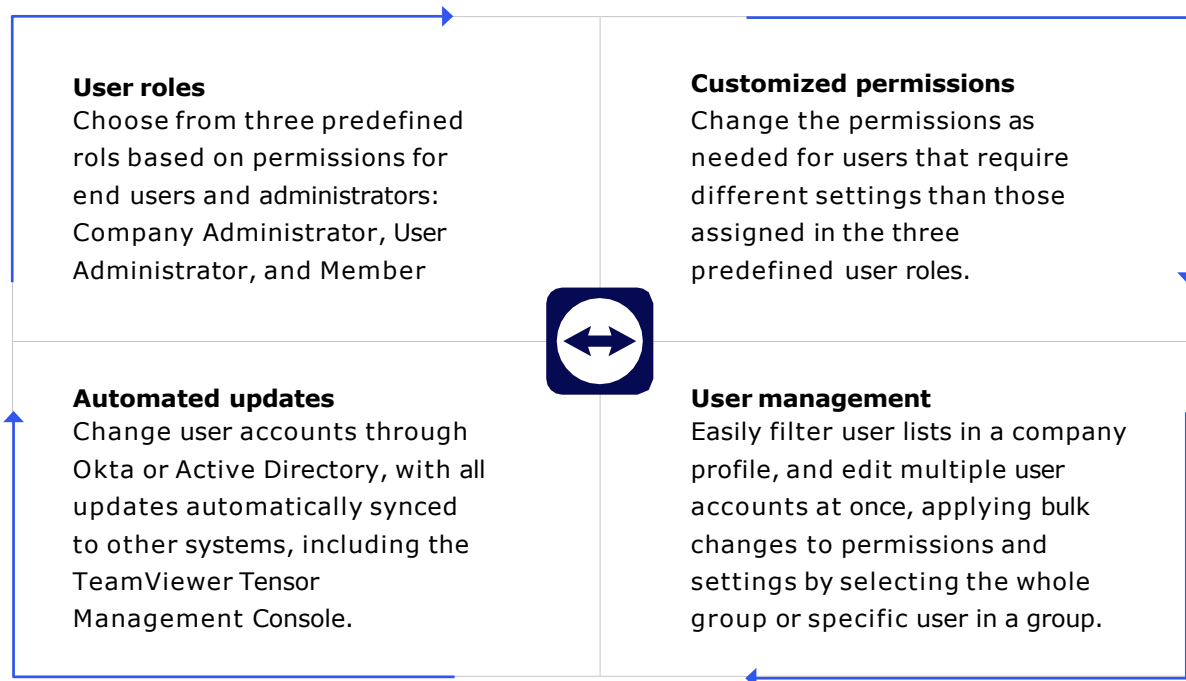 User roles
Choose from three predefined
rols based on permissions for
end users and administrators:
Company Administrator, User
Administrator, and Member
Customized permissions
Change the permissions as
needed for users that require
different settings than those
assigned in the three
predefined user roles.
Automated updates
Change user accounts through
Okta or Active Directory, with all
updates automatically synced
to other systems, including the
TeamViewer Tensor
Management Console.
User management
Easily filter user lists in a company
profile, and edit multiple user
accounts at once, applying bulk
changes to permissions and
settings by selecting the whole
group or specific user in a group.